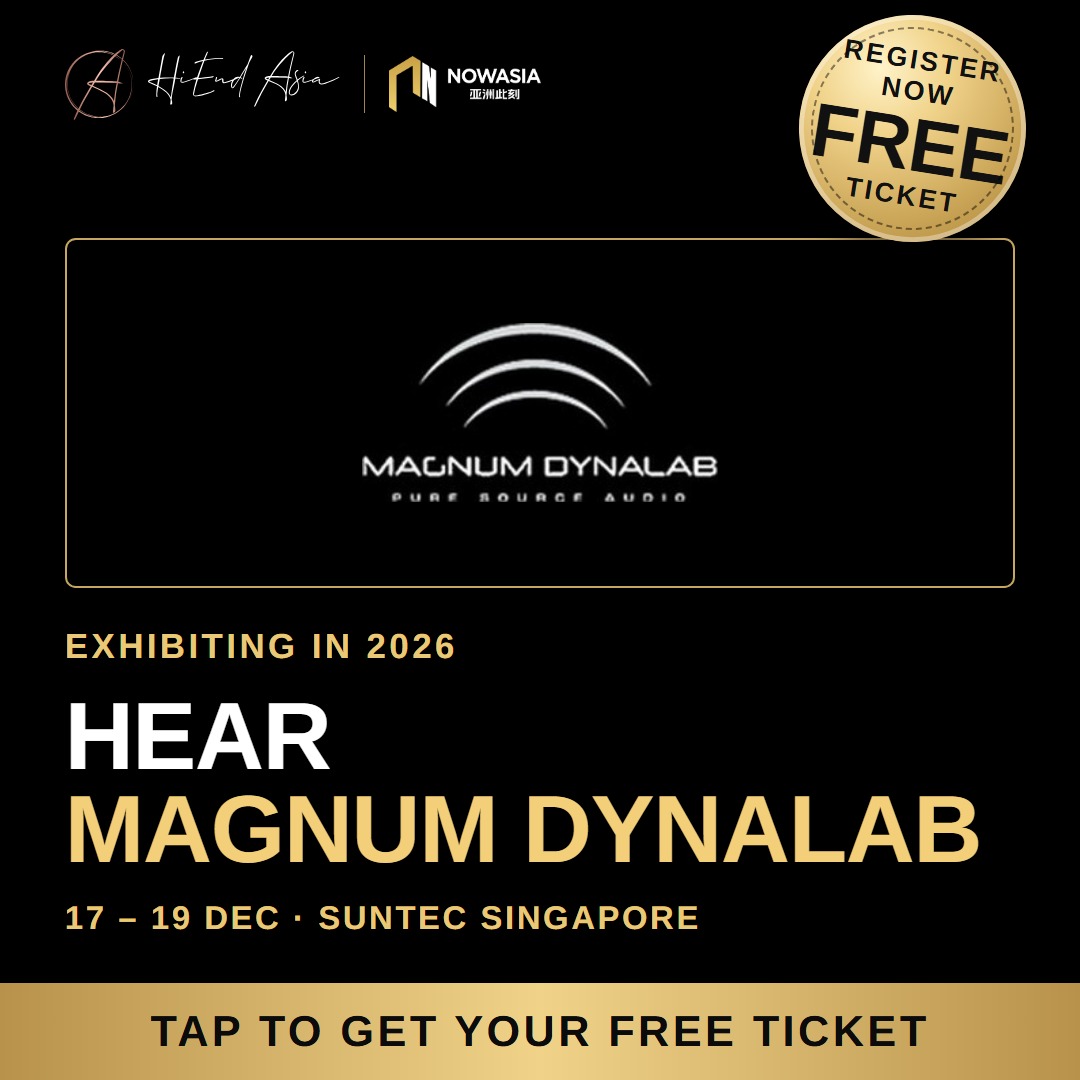 HiEnd Asia
NOWASIA
亚洲此刻
REGISTER
NOW
FREE
TICKET
MAGNUM DYNALAB
PURE SOURCE AUDIO
EXHIBITING IN 2026
HEAR
MAGNUM DYNALAB
17 – 19 DEC · SUNTEC SINGAPORE
TAP TO GET YOUR FREE TICKET